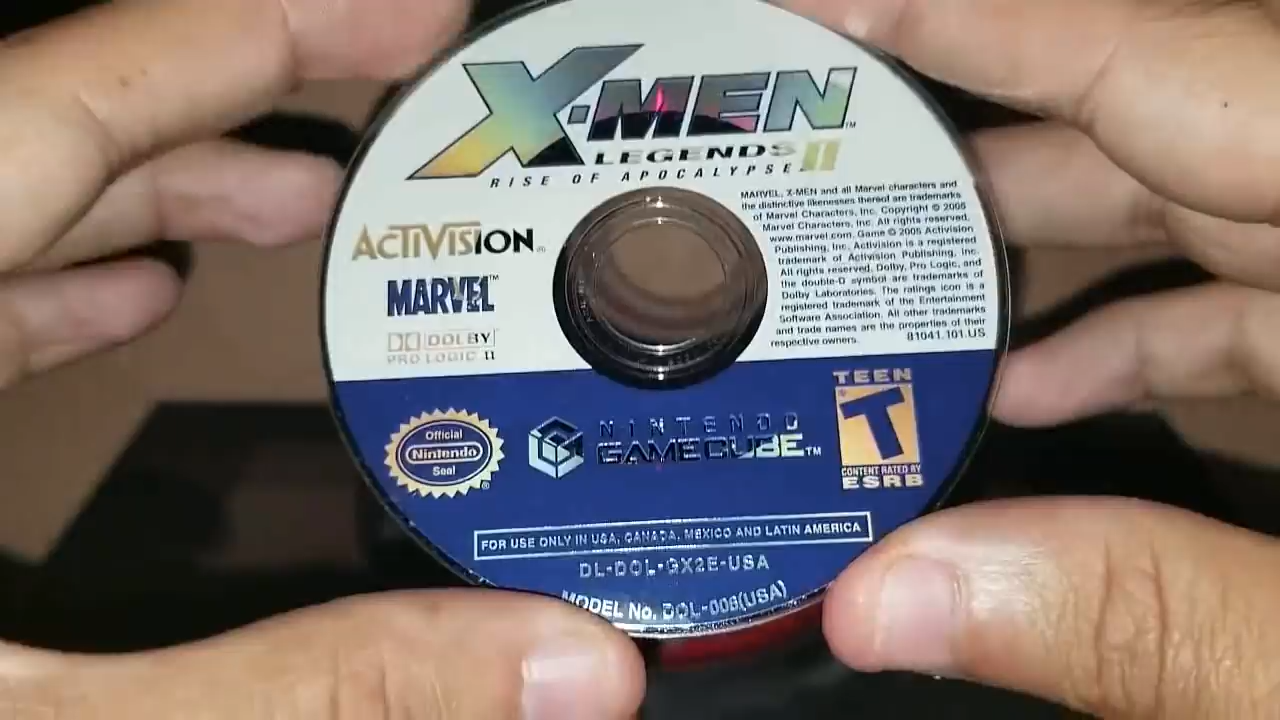 X-MEN™
LEGENDS II
RISE OF APOCALYPSE
ACTIVISION
MARVEL™
DOLBY
PRO LOGIC II
MARVEL, X-MEN and all Marvel characters and
the distinctive likenesses thereof are trademarks
of Marvel Characters, Inc. Copyright © 2005
Marvel Characters, Inc. All rights reserved.
www.marvel.com. Game © 2005 Activision
Publishing, Inc. Activision is a registered
trademark of Activision Publishing, Inc.
All rights reserved. Dolby, Pro Logic, and
the double-D symbol are trademarks of
Dolby Laboratories. The ratings icon is a
registered trademark of the Entertainment
Software Association. All other trademarks
and trade names are the properties of their
respective owners. 81041.101.US
Official
Nintendo
Seal
NINTENDO
GAMECUBE™
TEEN
T
CONTENT RATED BY
ESRB
FOR USE ONLY IN USA, CANADA, MEXICO AND LATIN AMERICA
DL-DOL-GX2E-USA
MODEL No. DOL-006(USA)